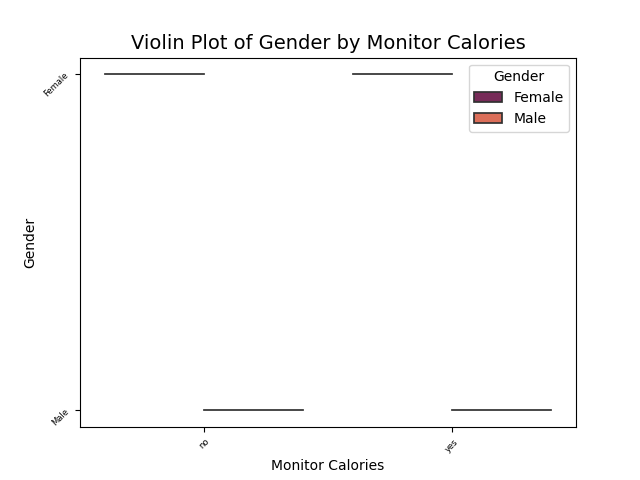 Violin Plot of Gender by Monitor Calories
Female
Gender
Female
Male
Gender
Male
no
yes
Monitor Calories